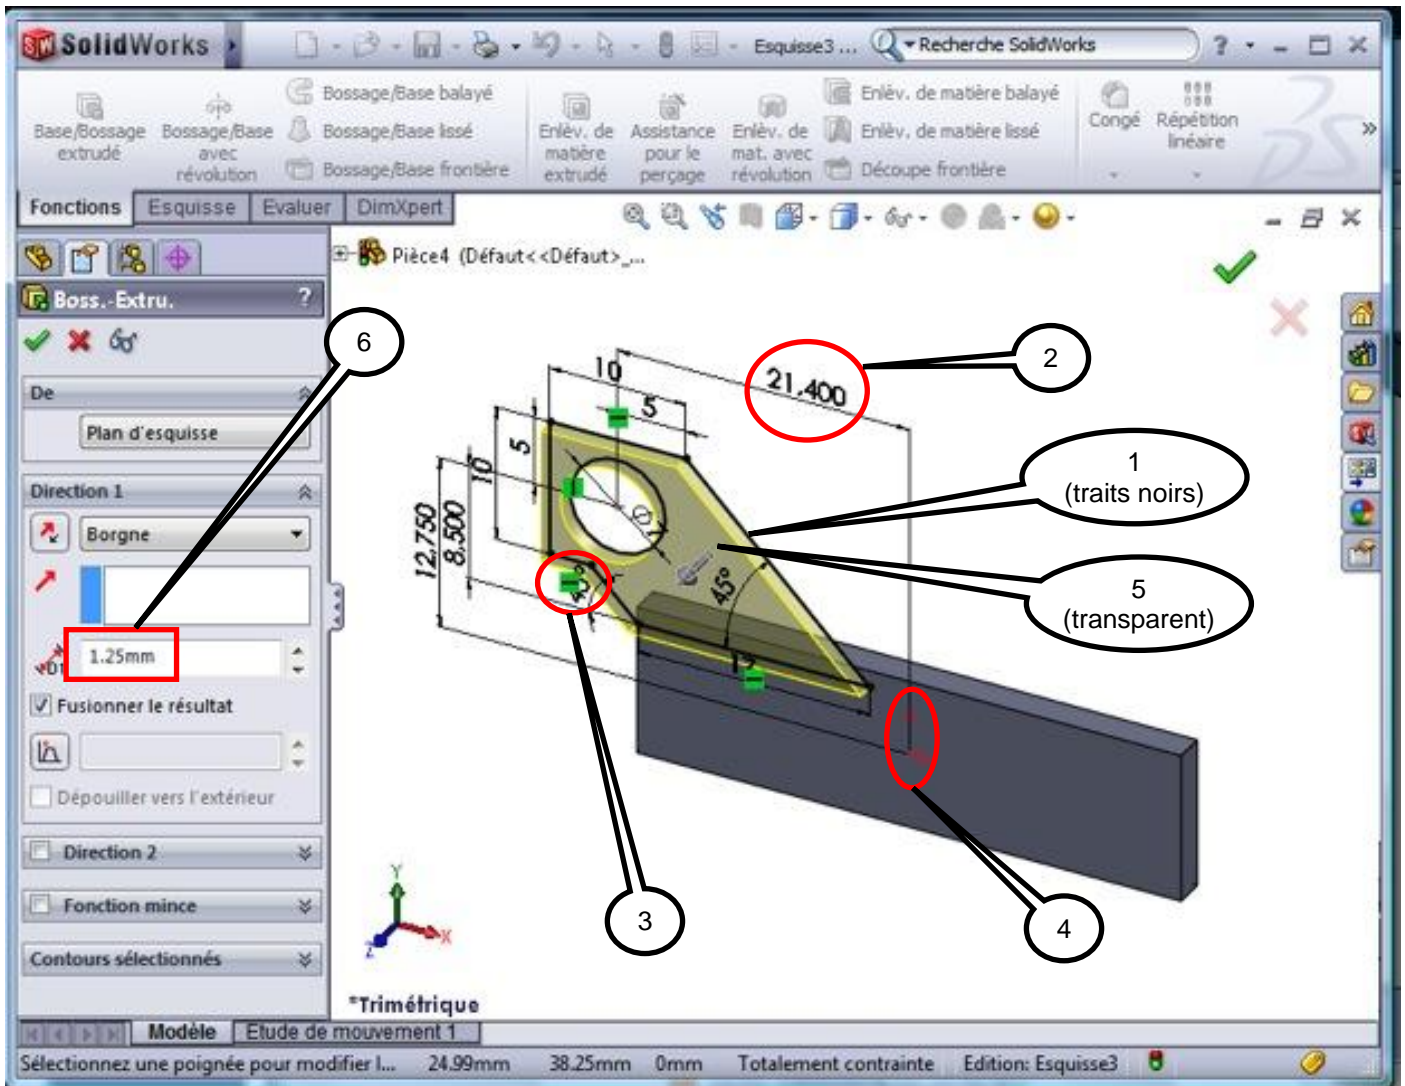 SolidWorks
Esquisse3 ...
Recherche SolidWorks
?
Base/Bossage
extrudé
Bossage/Base
avec
révolution
Bossage/Base balayé
Bossage/Base lissé
Bossage/Base frontière
Enlèv. de
matière
extrudé
Assistance
pour le
perçage
Enlèv. de
mat. avec
révolution
Enlèv. de matière balayé
Enlèv. de matière lissé
Découpe frontière
Congé
Répétition
linéaire
»
Fonctions
Esquisse
Evaluer
DimXpert
Pièce4 (Défaut<<Défaut>_...
Boss.-Extru.
?
De
Plan d'esquisse
Direction 1
Borgne
D1
1.25mm
Fusionner le résultat
Dépouiller vers l'extérieur
Direction 2
Fonction mince
Contours sélectionnés
6
2
1
(traits noirs)
5
(transparent)
3
4
10
5
21.400
5
10
12.750
8.500
45°
45°
Y
X
Z
*Trimétrique
Modèle
Etude de mouvement 1
Sélectionnez une poignée pour modifier l...
24.99mm
38.25mm
0mm
Totalement contrainte
Edition: Esquisse3